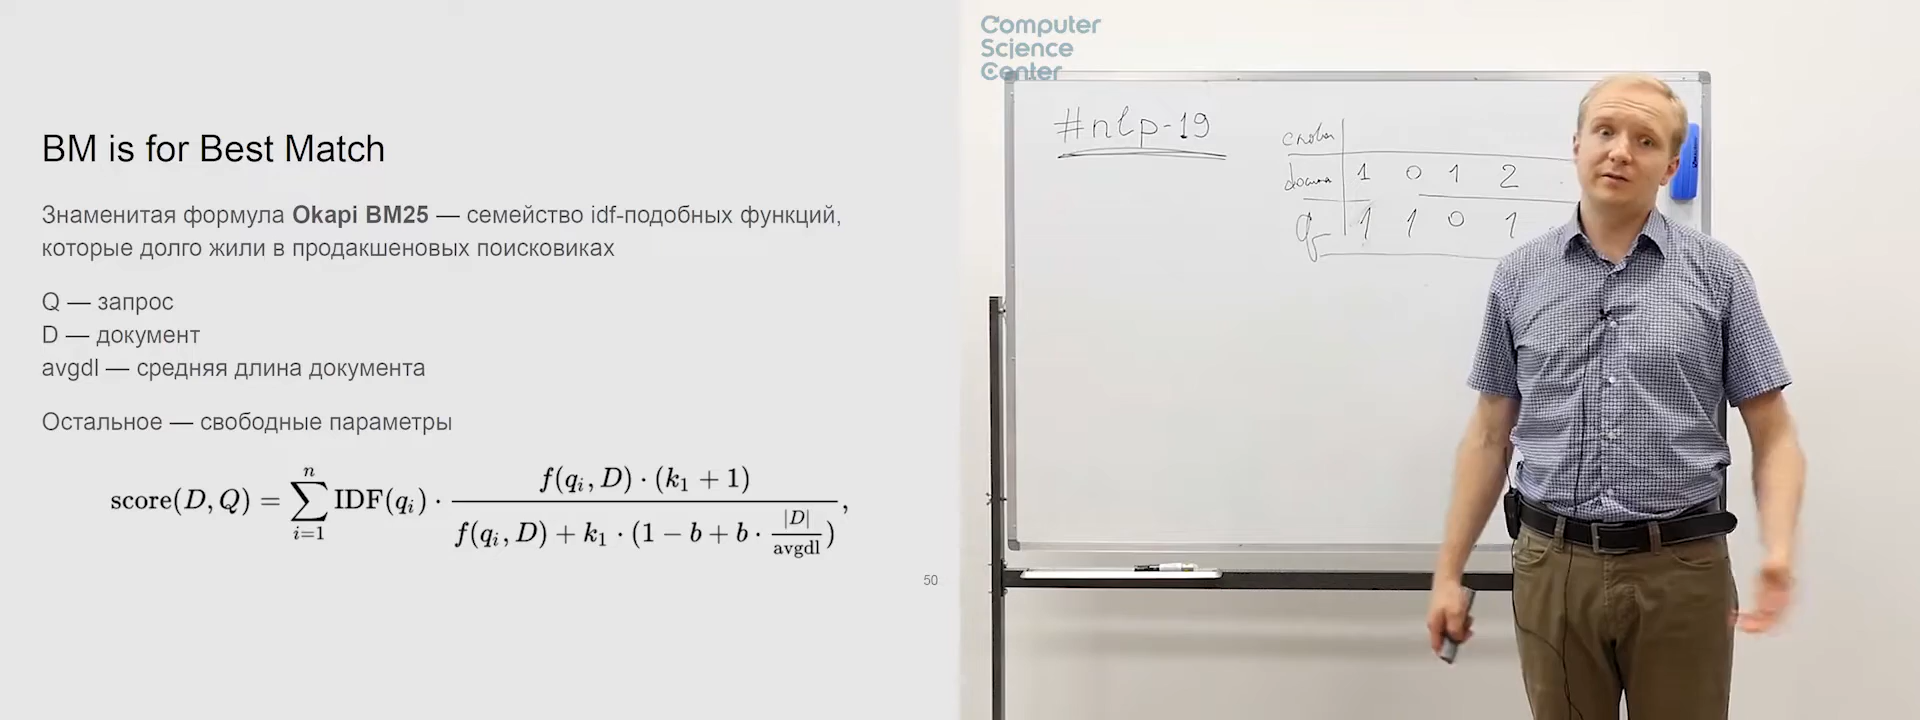 BM is for Best Match
Знаменитая формула Okapi BM25 — семейство idf-подобных функций,
которые долго жили в продакшеновых поисковиках
Q — запрос
D — документ
avgdl — средняя длина документа
Остальное — свободные параметры
score(D, Q) = ∑_{i=1}^{n} IDF(q_i) · \frac{f(q_i, D) · (k_1 + 1)}{f(q_i, D) + k_1 · (1 − b + b · \frac{|D|}{avgdl})},
50
Computer
Science
Center
#nlp-19
слова
1 0 1 2
q 1 1 0 1